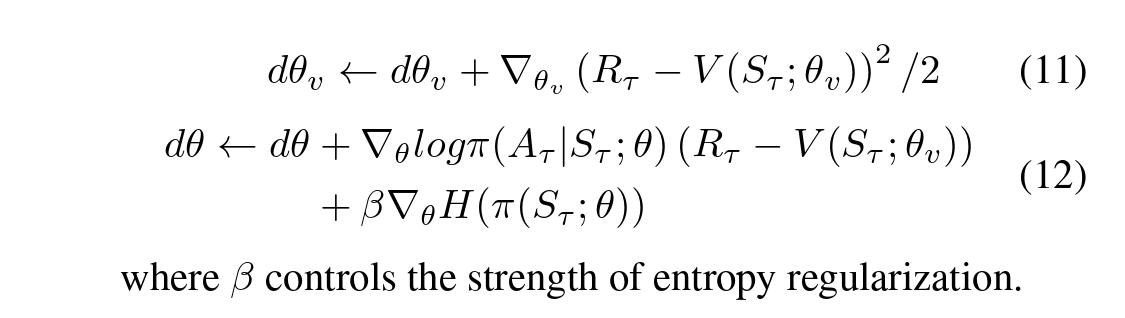 dθ_v ← dθ_v + ∇_{θ_v} (R_τ − V(S_τ; θ_v))² /2 (11)
dθ ← dθ + ∇_θ logπ(A_τ|S_τ; θ) (R_τ − V(S_τ; θ_v))
+ β∇_θ H(π(S_τ; θ)) (12)
where β controls the strength of entropy regularization.